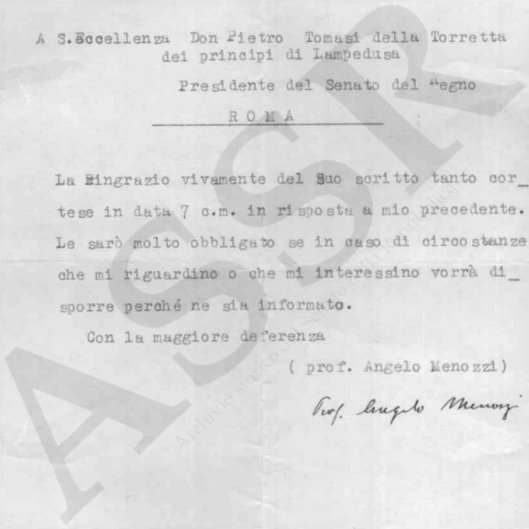 A S.Eccellenza Don Pietro Tomasi della Torretta
dei principi di Lampedusa
Presidente del Senato del Regno
R O M A
La Ringrazio vivamente del Suo scritto tanto cor_
tese in data 7 c.m. in risposta a mio precedente.
Le sarò molto obbligato se in caso di circostanze
che mi riguardino o che mi interessino vorrà di_
sporre perché ne sia informato.
Con la maggiore deferenza
( prof. Angelo Menozzi)
Prof. Angelo Menozzi
ASSR